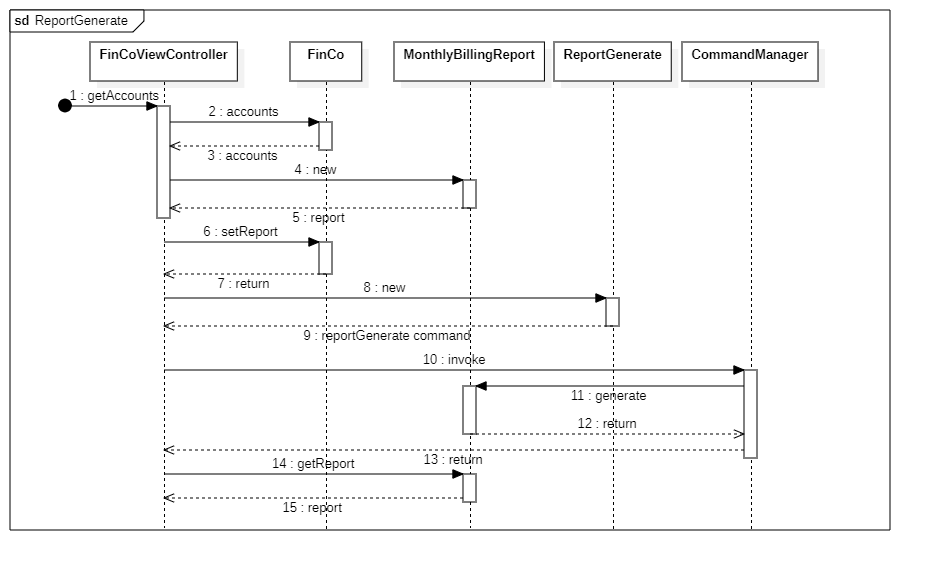 sd ReportGenerate
FinCoViewController
FinCo
MonthlyBillingReport
ReportGenerate
CommandManager
1 : getAccounts
2 : accounts
3 : accounts
4 : new
5 : report
6 : setReport
7 : return
8 : new
9 : reportGenerate command
10 : invoke
11 : generate
12 : return
13 : return
14 : getReport
15 : report